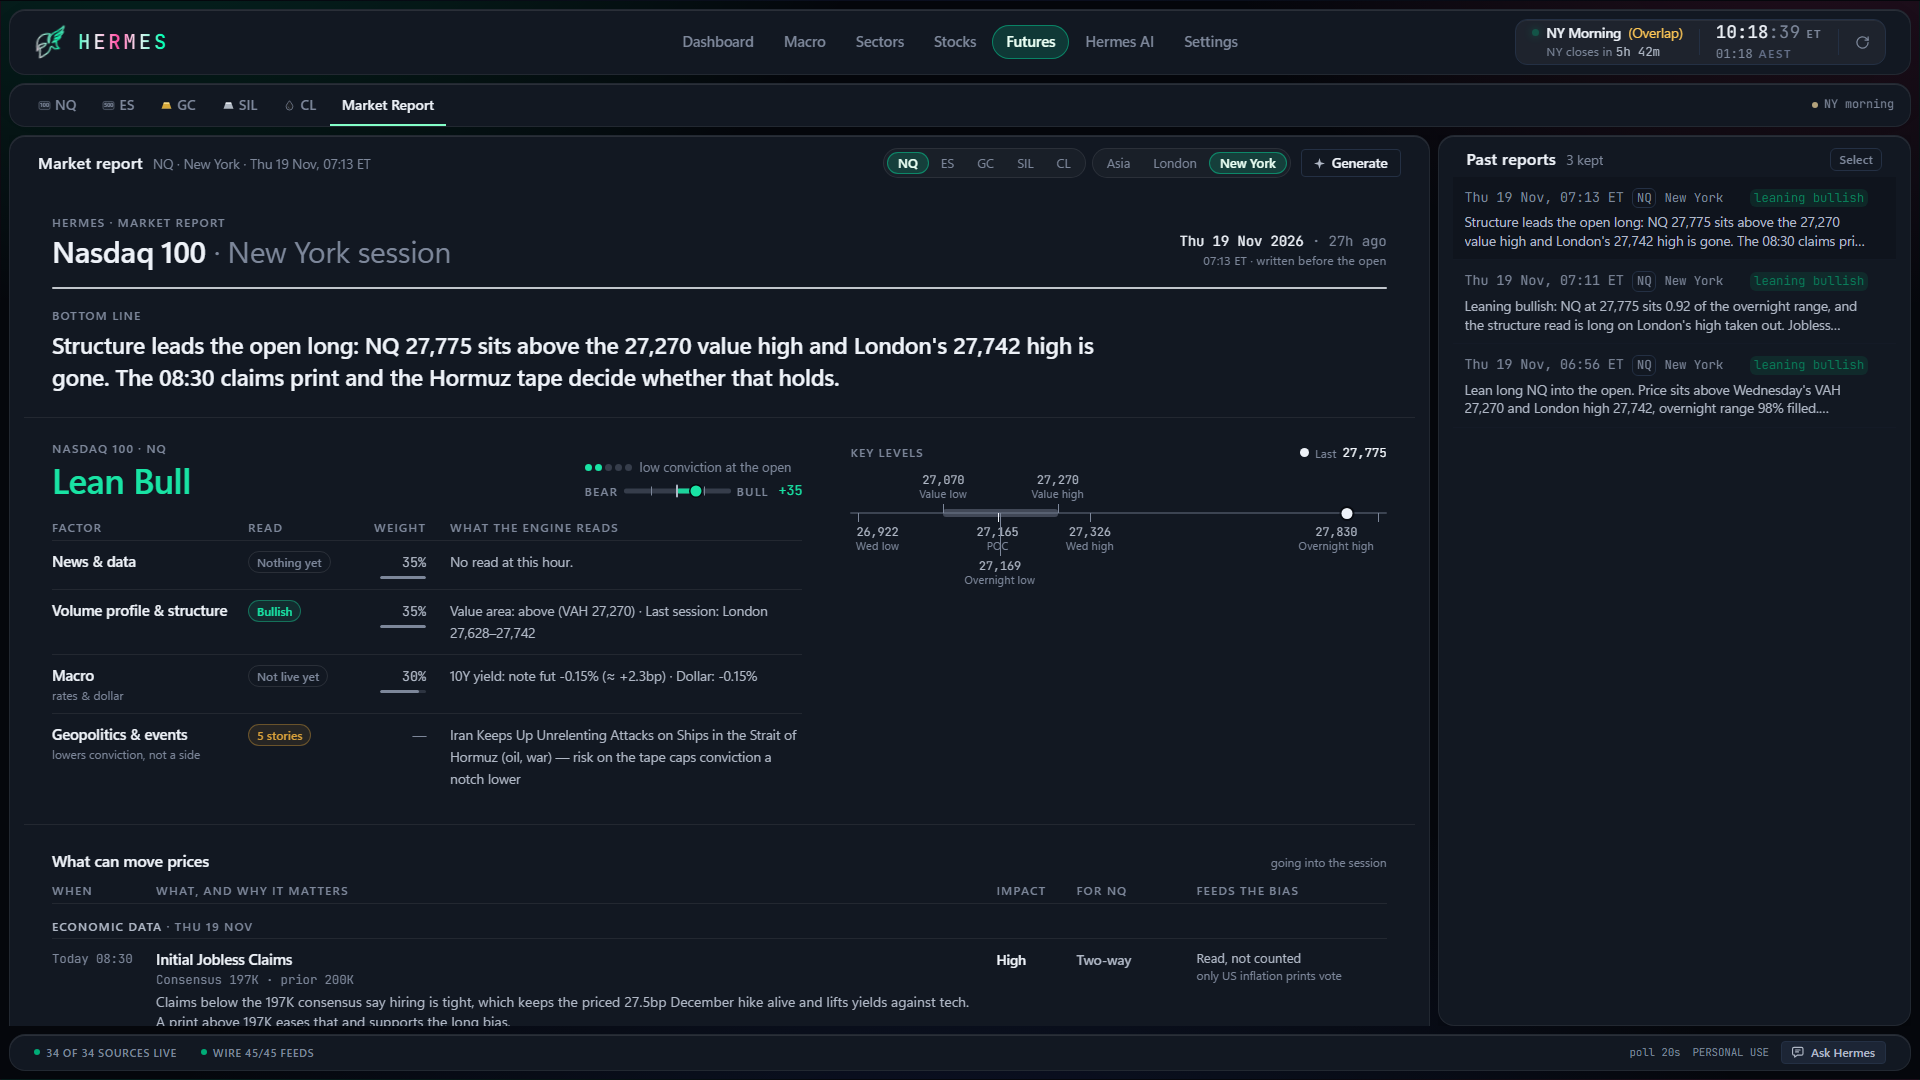 HERMES
Dashboard
Macro
Sectors
Stocks
Futures
Hermes AI
Settings
NY Morning (Overlap)
NY closes in 5h 42m
10:18:39 ET
01:18 AEST
NQ
ES
GC
SIL
CL
Market Report
NY morning
Market report NQ · New York · Thu 19 Nov, 07:13 ET
NQ ES GC SIL CL
Asia London New York
Generate
HERMES · MARKET REPORT
Nasdaq 100 · New York session
Thu 19 Nov 2026 · 27h ago
07:13 ET · written before the open
BOTTOM LINE
Structure leads the open long: NQ 27,775 sits above the 27,270 value high and London's 27,742 high is
gone. The 08:30 claims print and the Hormuz tape decide whether that holds.
NASDAQ 100 · NQ
Lean Bull
low conviction at the open
BEAR BULL +35
FACTOR READ WEIGHT WHAT THE ENGINE READS
News & data Nothing yet 35% No read at this hour.
Volume profile & structure Bullish 35% Value area: above (VAH 27,270) · Last session: London
27,628–27,742
Macro Not live yet 30% 10Y yield: note fut -0.15% (≈ +2.3bp) · Dollar: -0.15%
rates & dollar
Geopolitics & events 5 stories — Iran Keeps Up Unrelenting Attacks on Ships in the Strait of
lowers conviction, not a side Hormuz (oil, war) — risk on the tape caps conviction a
notch lower
KEY LEVELS
Last 27,775
27,070 27,270
Value low Value high
26,922 27,165 27,326 27,830
Wed low POC Wed high Overnight high
27,169
Overnight low
What can move prices
going into the session
WHEN WHAT, AND WHY IT MATTERS IMPACT FOR NQ FEEDS THE BIAS
ECONOMIC DATA · THU 19 NOV
Today 08:30 Initial Jobless Claims High Two-way Read, not counted
Consensus 197K · prior 200K only US inflation prints vote
Claims below the 197K consensus say hiring is tight, which keeps the priced 27.5bp December hike alive and lifts yields against tech.
A print above 197K eases that and supports the long bias.
Past reports 3 kept
Select
Thu 19 Nov, 07:13 ET NQ New York leaning bullish
Structure leads the open long: NQ 27,775 sits above the 27,270
value high and London's 27,742 high is gone. The 08:30 claims pri...
Thu 19 Nov, 07:11 ET NQ New York leaning bullish
Leaning bullish: NQ at 27,775 sits 0.92 of the overnight range, and
the structure read is long on London's high taken out. Jobless...
Thu 19 Nov, 06:56 ET NQ New York leaning bullish
Lean long NQ into the open. Price sits above Wednesday's VAH
27,270 and London high 27,742, overnight range 98% filled....
34 OF 34 SOURCES LIVE
WIRE 45/45 FEEDS
poll 20s
PERSONAL USE
Ask Hermes